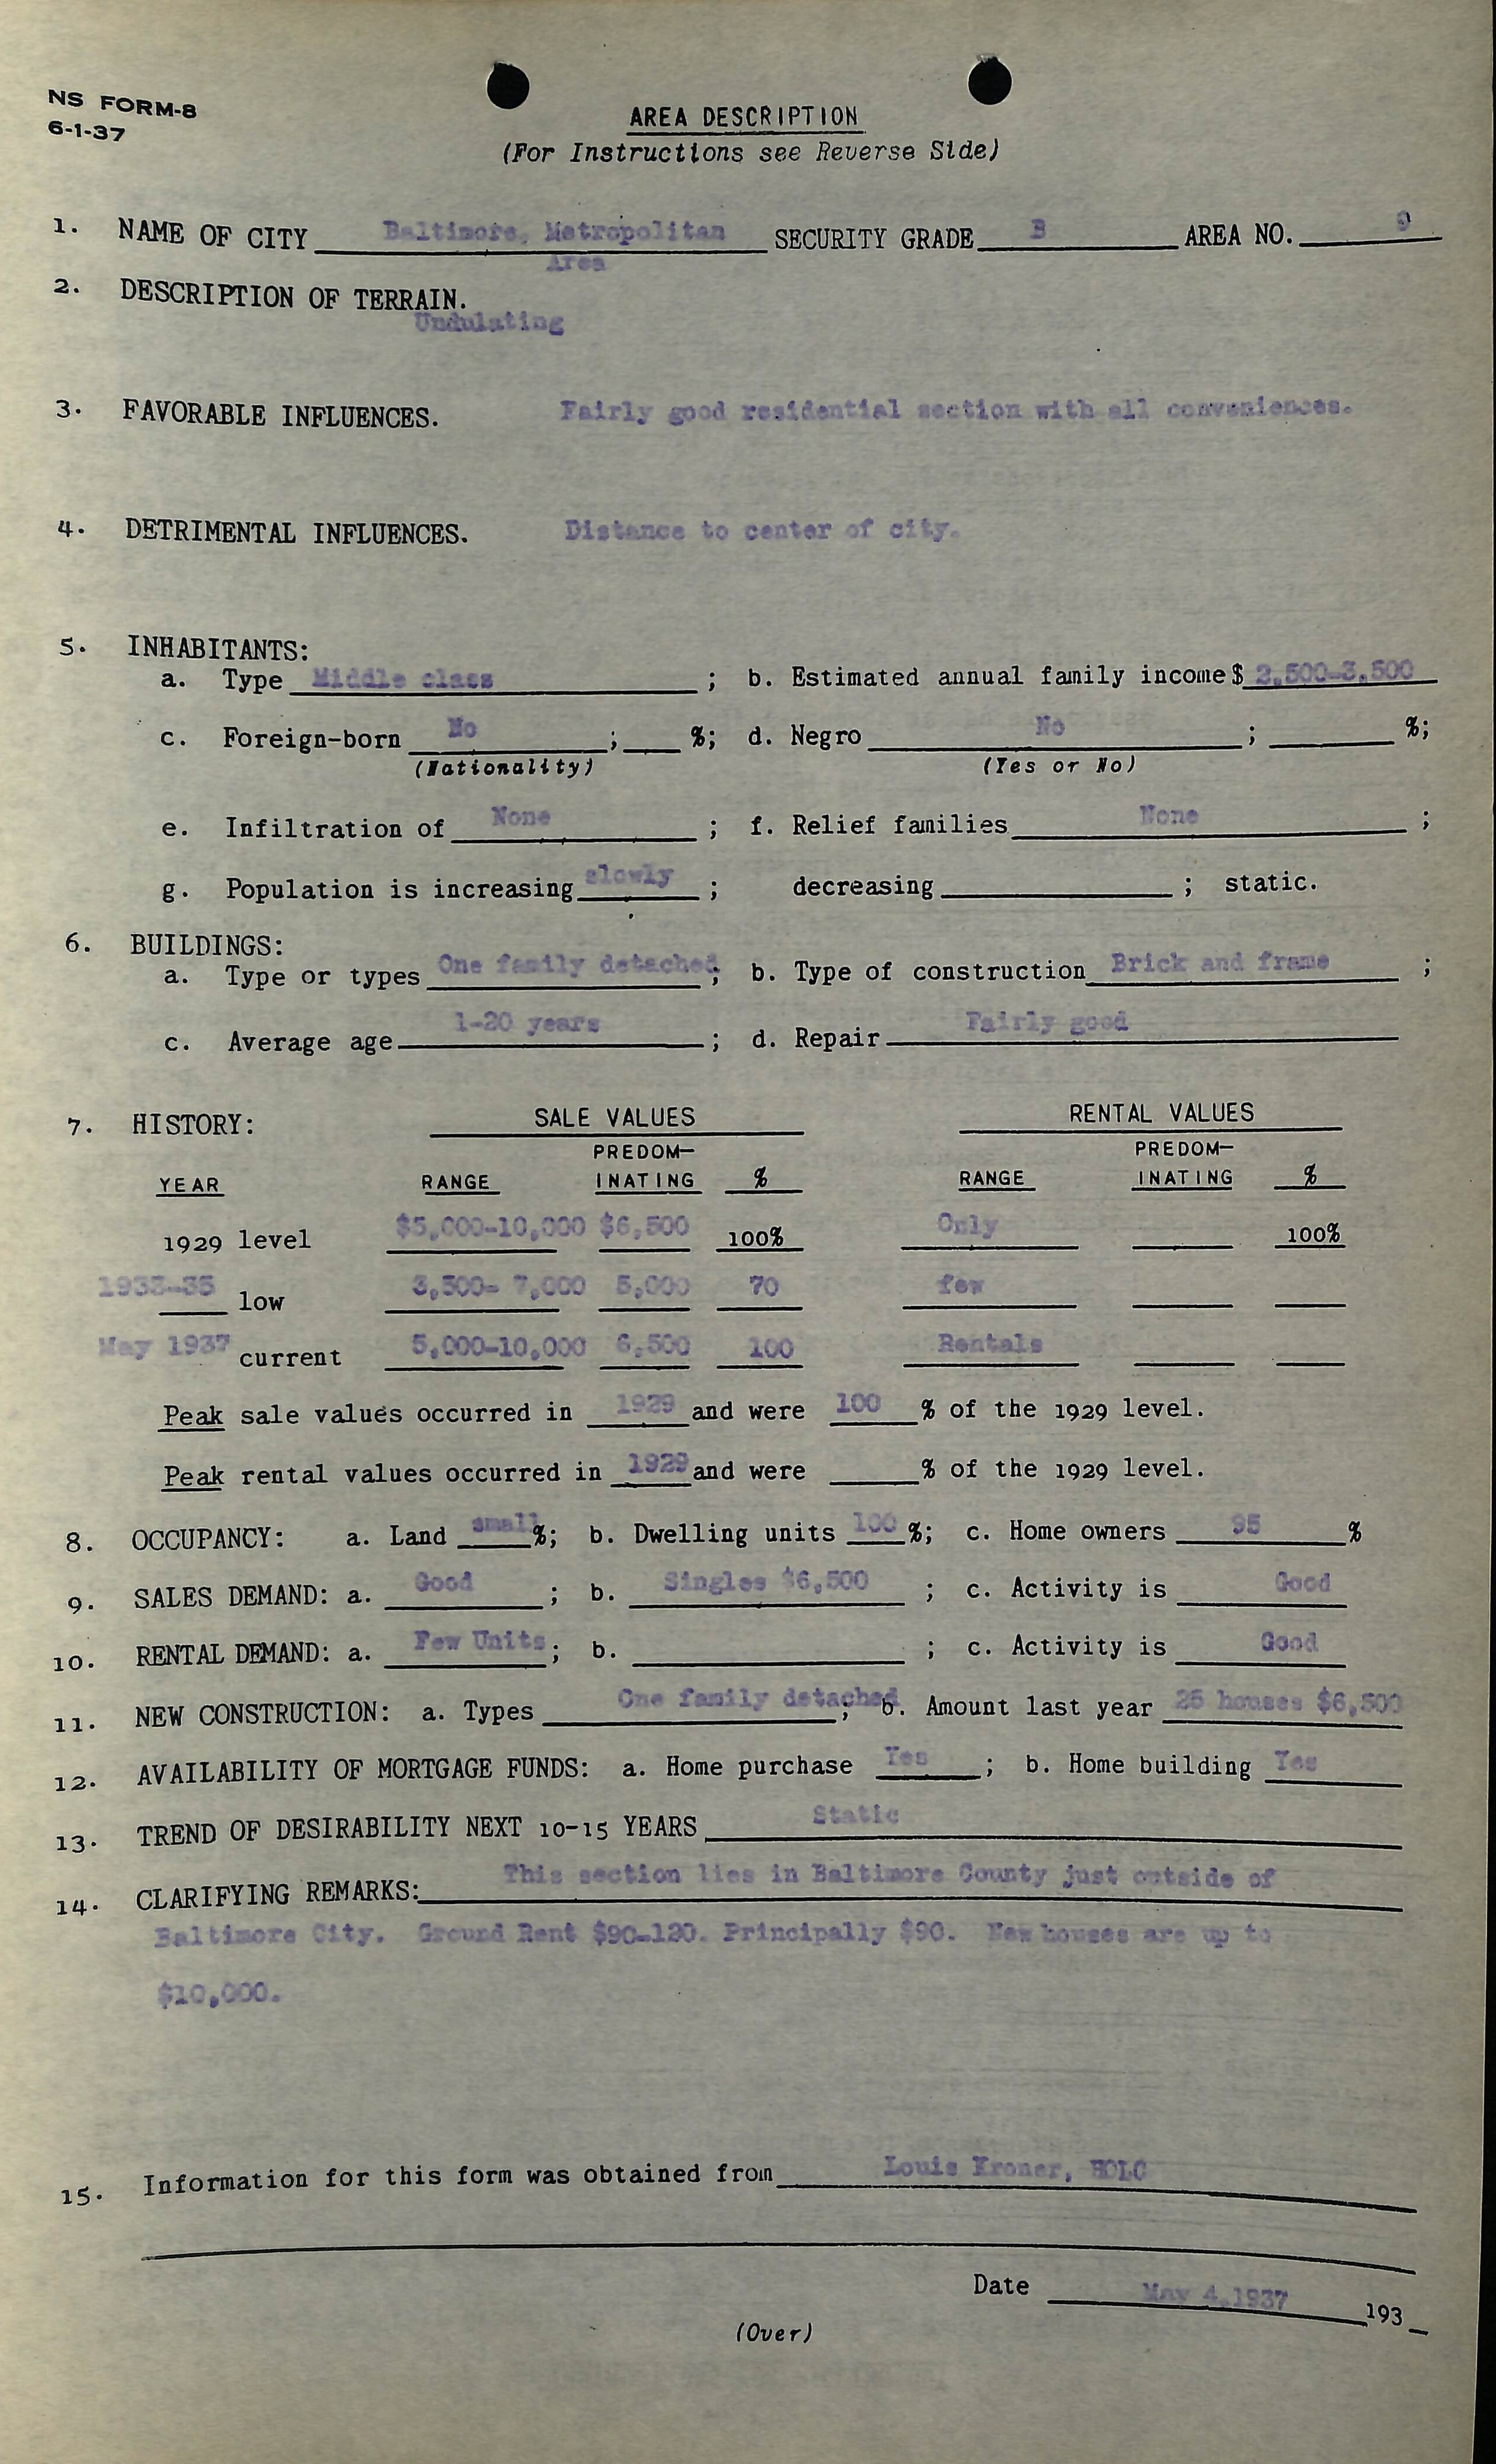 NS FORM-8
6-1-37
AREA DESCRIPTION
(For Instructions see Reverse Side)
1. NAME OF CITY Baltimore, Metropolitan Area SECURITY GRADE B AREA NO. 9
2. DESCRIPTION OF TERRAIN.
Undulating
3. FAVORABLE INFLUENCES. Fairly good residential section with all conveniences.
4. DETRIMENTAL INFLUENCES. Distance to center of city.
5. INHABITANTS:
a. Type Middle class ; b. Estimated annual family income $ 2,500-3,500
c. Foreign-born No ; %; d. Negro No ; %;
(Nationality) (Yes or No)
e. Infiltration of None ; f. Relief families None ;
g. Population is increasing slowly ; decreasing ; static.
6. BUILDINGS:
a. Type or types One family detached ; b. Type of construction Brick and frame ;
c. Average age 1-20 years ; d. Repair Fairly good
7. HISTORY: SALE VALUES RENTAL VALUES
PREDOM- PREDOM-
YEAR RANGE INATING % RANGE INATING %
1929 level $5,000-10,000 $6,500 100% Only 100%
1933-35 low 3,500- 7,000 5,000 70 few
May 1937 current 5,000-10,000 6,500 100 Rentals
Peak sale values occurred in 1929 and were 100 % of the 1929 level.
Peak rental values occurred in 1929 and were % of the 1929 level.
8. OCCUPANCY: a. Land small %; b. Dwelling units 100 %; c. Home owners 95 %
9. SALES DEMAND: a. Good ; b. Singles $6,500 ; c. Activity is Good
10. RENTAL DEMAND: a. Few Units ; b. ; c. Activity is Good
11. NEW CONSTRUCTION: a. Types One family detached ; b. Amount last year 25 houses $6,500
12. AVAILABILITY OF MORTGAGE FUNDS: a. Home purchase Yes ; b. Home building Yes
13. TREND OF DESIRABILITY NEXT 10-15 YEARS Static
14. CLARIFYING REMARKS: This section lies in Baltimore County just outside of
Baltimore City. Ground Rent $90-120. Principally $90. New houses are up to
$10,000.
15. Information for this form was obtained from Louis Kroner, HOLC
Date May 4, 1937 193_
(Over)